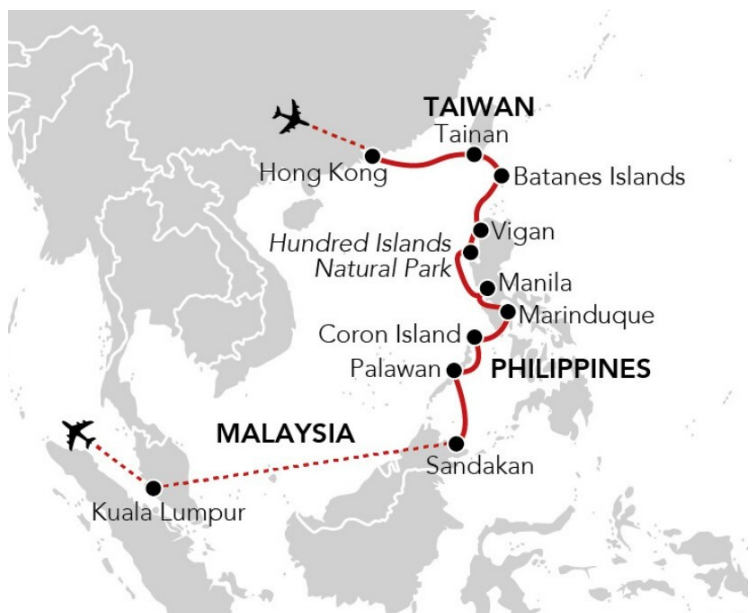 TAIWAN
Tainan
Hong Kong
Batanes Islands
Vigan
Hundred Islands
Natural Park
Manila
Marinduque
Coron Island
Palawan
PHILIPPINES
MALAYSIA
Sandakan
Kuala Lumpur